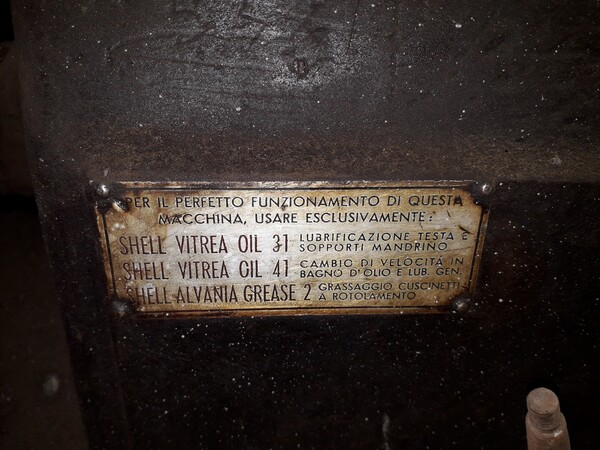 PER IL PERFETTO FUNZIONAMENTO DI QUESTA
MACCHINA, USARE ESCLUSIVAMENTE:
SHELL VITREA OIL 31 LUBRIFICAZIONE TESTA E
SOPPORTI MANDRINO
SHELL VITREA OIL 41 CAMBIO DI VELOCITÀ IN
BAGNO D'OLIO E LUB. GEN.
SHELL ALVANIA GREASE 2 GRASSAGGIO CUSCINETTI
A ROTOLAMENTO